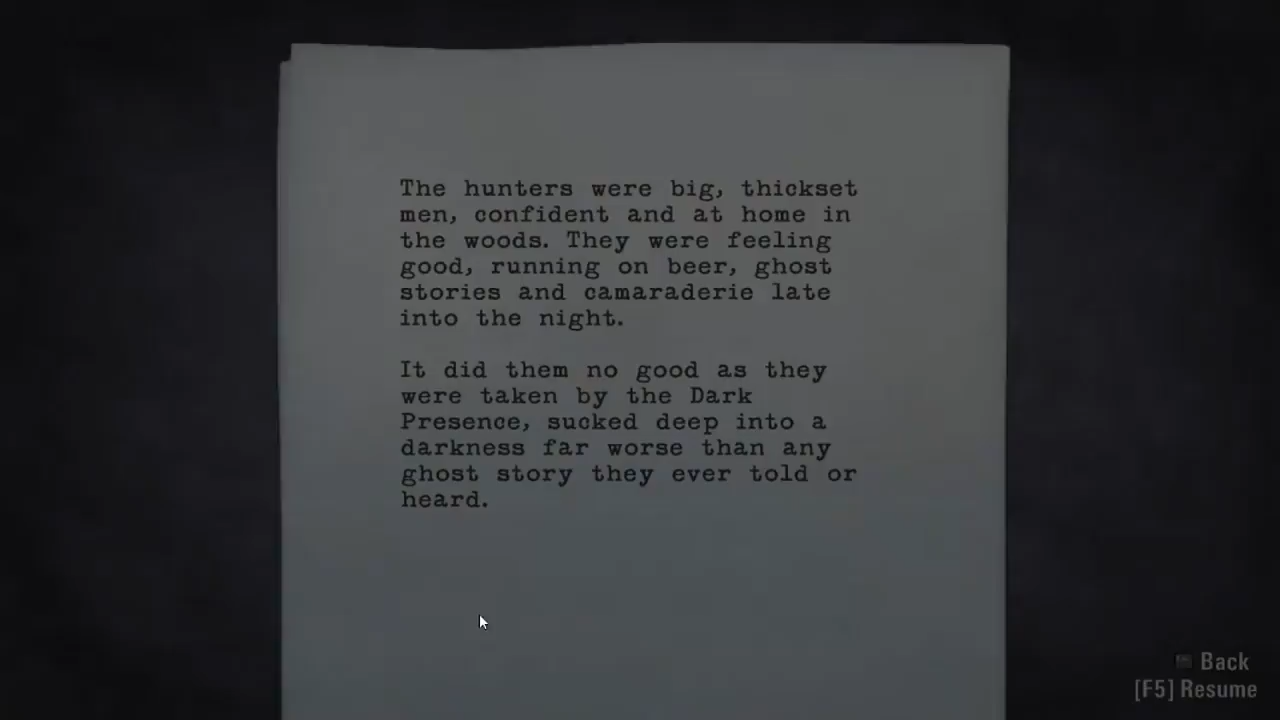 The hunters were big, thickset
men, confident and at home in
the woods. They were feeling
good, running on beer, ghost
stories and camaraderie late
into the night.
It did them no good as they
were taken by the Dark
Presence, sucked deep into a
darkness far worse than any
ghost story they ever told or
heard.
Back
[F5] Resume